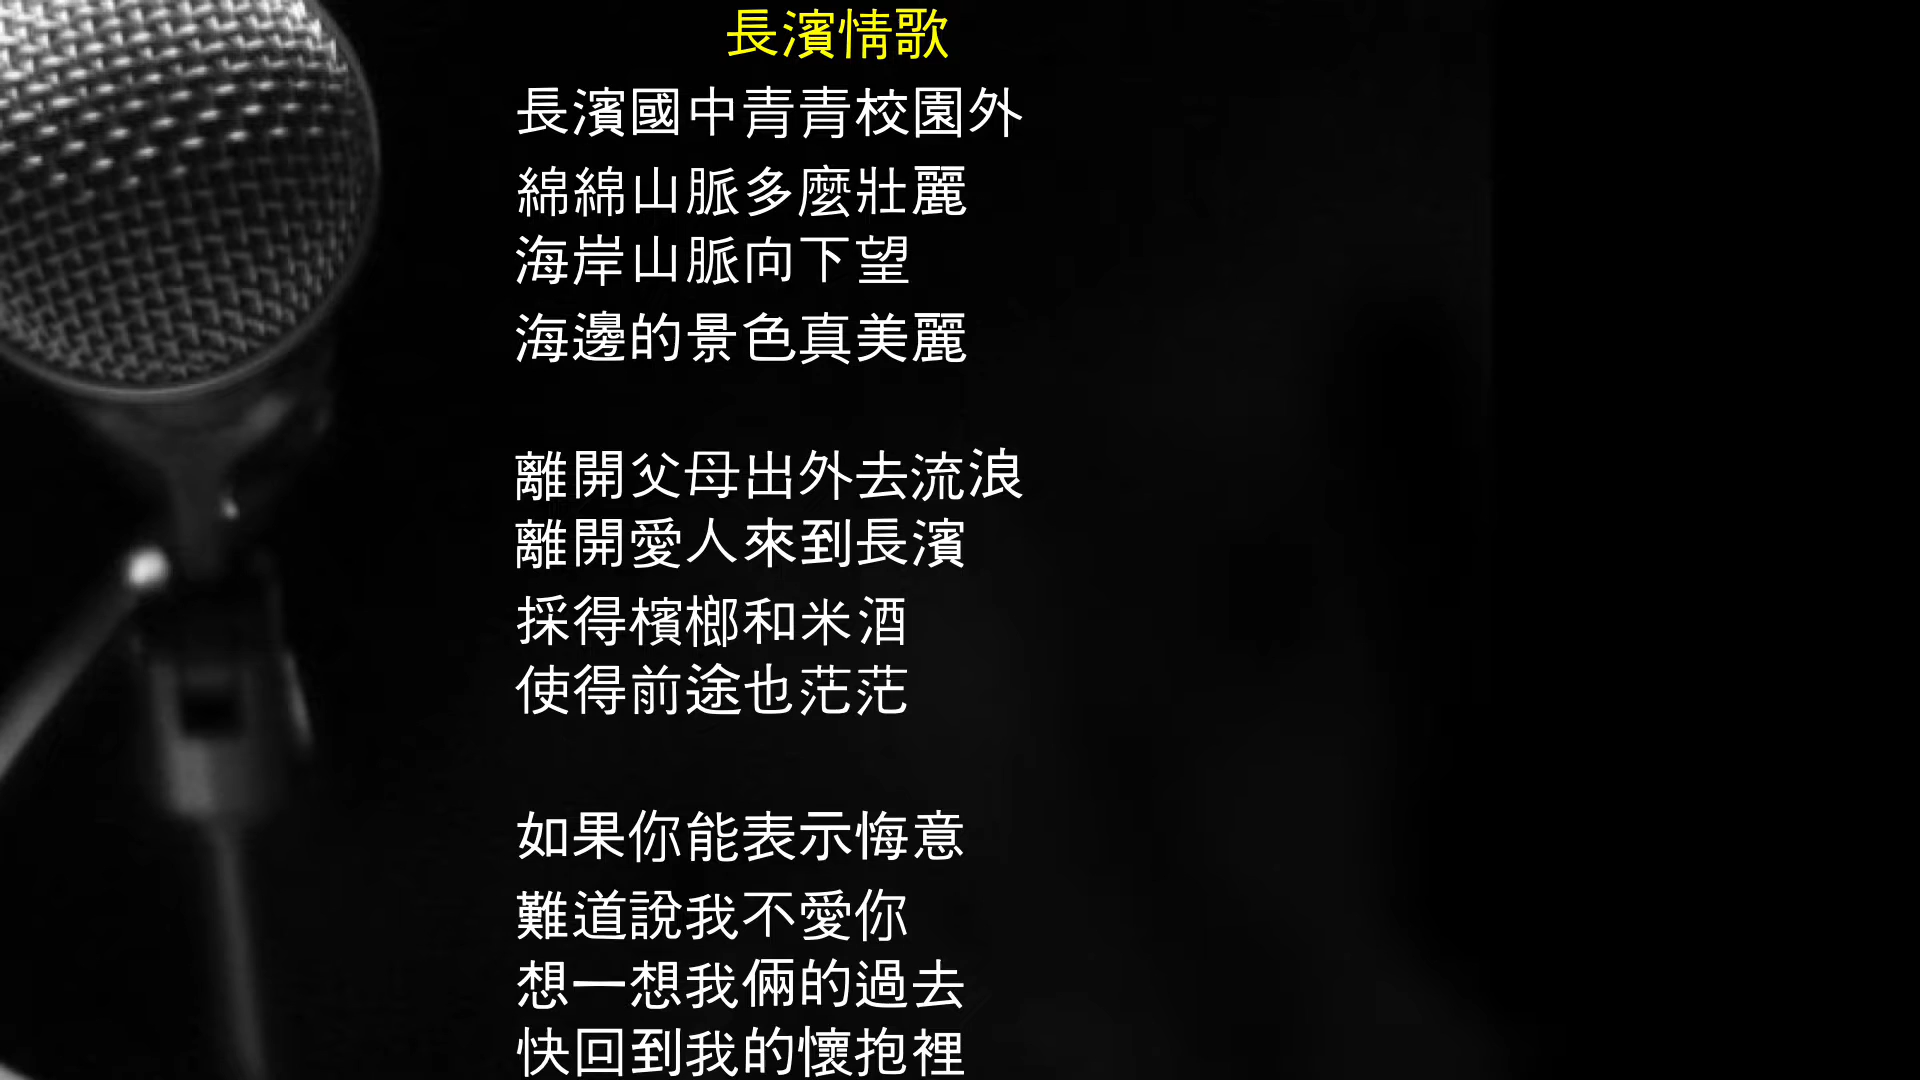 長濱情歌
長濱國中青青校園外
綿綿山脈多麼壯麗
海岸山脈向下望
海邊的景色真美麗
離開父母出外去流浪
離開愛人來到長濱
採得檳榔和米酒
使得前途也茫茫
如果你能表示悔意
難道說我不愛你
想一想我倆的過去
快回到我的懷抱裡